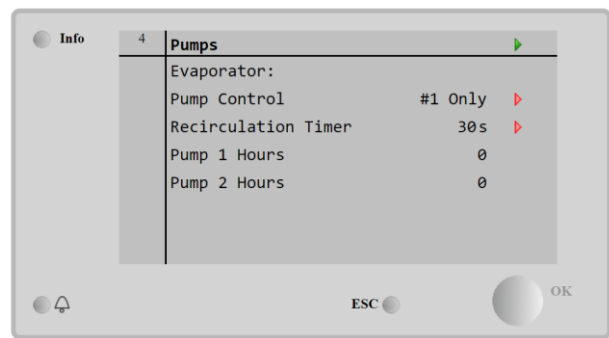 Info
4 Pumps
Evaporator:
Pump Control #1 Only
Recirculation Timer 30s
Pump 1 Hours 0
Pump 2 Hours 0
ESC
OK